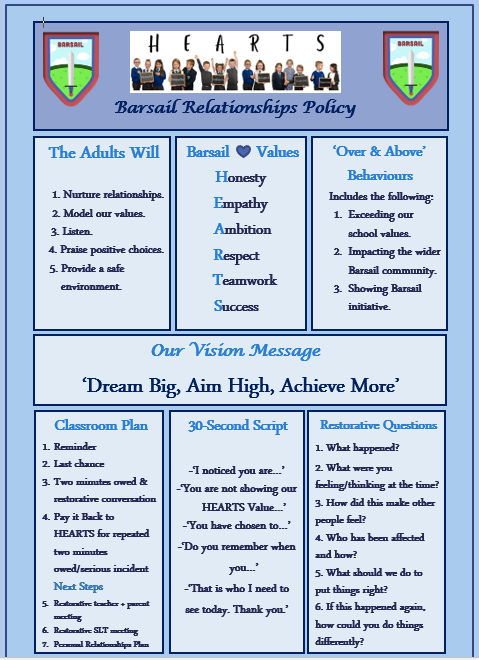 BARSAIL
H E A R T S
BARSAIL
Barsail Relationships Policy
The Adults Will
1. Nurture relationships.
2. Model our values.
3. Listen.
4. Praise positive choices.
5. Provide a safe
environment.
Barsail Values
Honesty
Empathy
Ambition
Respect
Teamwork
Success
'Over & Above'
Behaviours
Includes the following:
1. Exceeding our
school values.
2. Impacting the wider
Barsail community.
3. Showing Barsail
initiative.
Our Vision Message
'Dream Big, Aim High, Achieve More'
Classroom Plan
1. Reminder
2. Last chance
3. Two minutes owed &
restorative conversation
4. Pay it Back to
HEARTS for repeated
two minutes
owed/serious incident
Next Steps
5. Restorative teacher + parent
meeting
6. Restorative SLT meeting
7. Personal Relationships Plan
30-Second Script
-'I noticed you are...'
-'You are not showing our
HEARTS Value...'
-'You have chosen to...'
-'Do you remember when
you...'
-'That is who I need to
see today. Thank you.'
Restorative Questions
1. What happened?
2. What were you
feeling/thinking at the time?
3. How did this make other
people feel?
4. Who has been affected
and how?
5. What should we do to
put things right?
6. If this happened again,
how could you do things
differently?